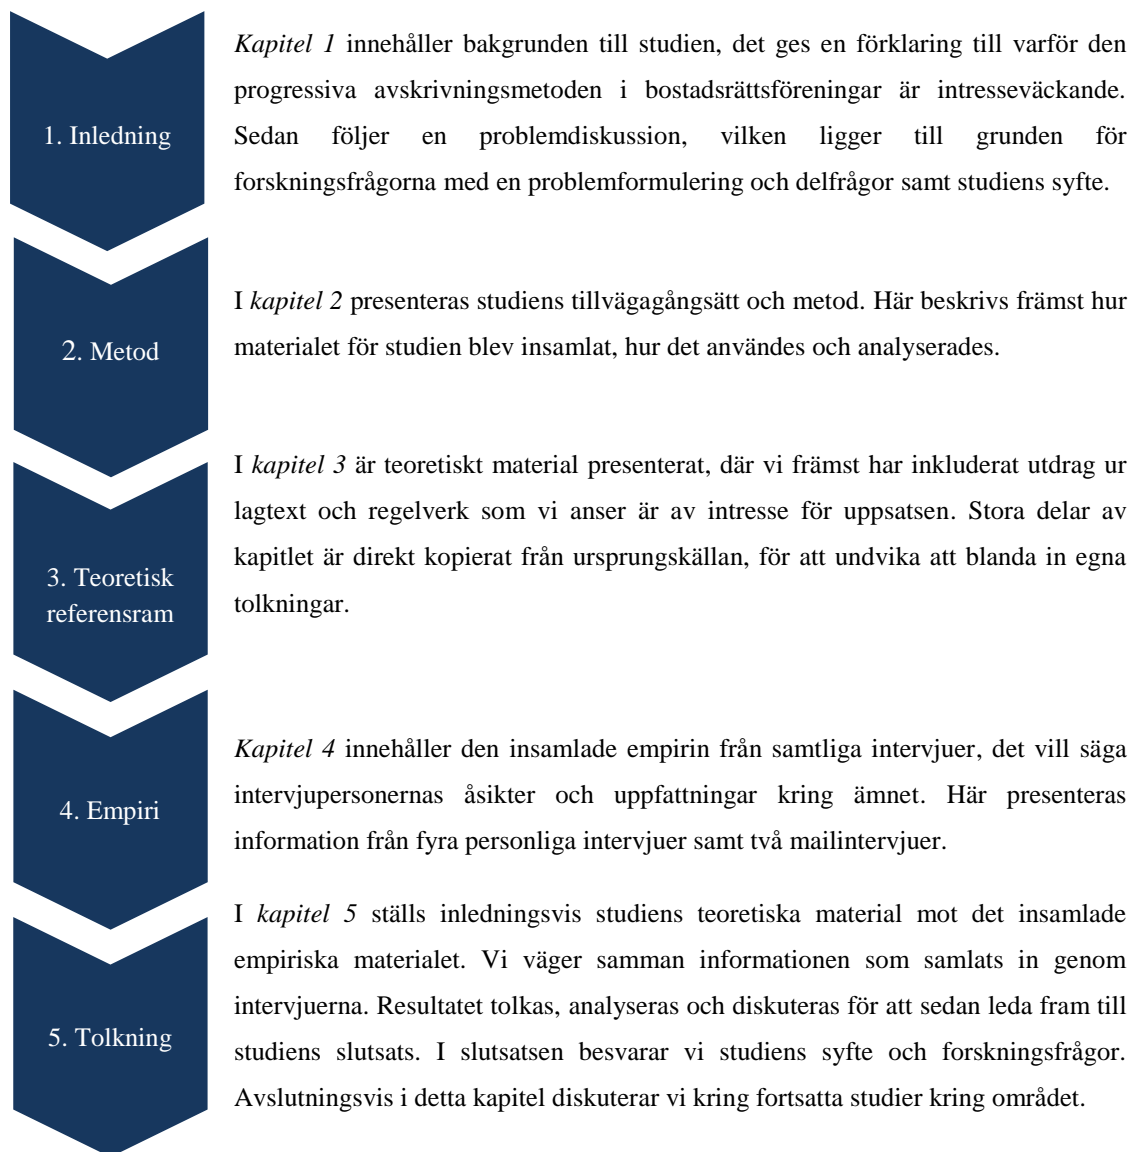 1. Inledning
Kapitel 1 innehåller bakgrunden till studien, det ges en förklaring till varför den
progressiva avskrivningsmetoden i bostadsrättsföreningar är intresseväckande.
Sedan följer en problemdiskussion, vilken ligger till grunden för
forskningsfrågorna med en problemformulering och delfrågor samt studiens syfte.
2. Metod
I kapitel 2 presenteras studiens tillvägagångsätt och metod. Här beskrivs främst hur
materialet för studien blev insamlat, hur det användes och analyserades.
3. Teoretisk
referensram
I kapitel 3 är teoretiskt material presenterat, där vi främst har inkluderat utdrag ur
lagtext och regelverk som vi anser är av intresse för uppsatsen. Stora delar av
kapitlet är direkt kopierat från ursprungskällan, för att undvika att blanda in egna
tolkningar.
4. Empiri
Kapitel 4 innehåller den insamlade empirin från samtliga intervjuer, det vill säga
intervjupersonernas åsikter och uppfattningar kring ämnet. Här presenteras
information från fyra personliga intervjuer samt två mailintervjuer.
5. Tolkning
I kapitel 5 ställs inledningsvis studiens teoretiska material mot det insamlade
empiriska materialet. Vi väger samman informationen som samlats in genom
intervjuerna. Resultatet tolkas, analyseras och diskuteras för att sedan leda fram till
studiens slutsats. I slutsatsen besvarar vi studiens syfte och forskningsfrågor.
Avslutningsvis i detta kapitel diskuterar vi kring fortsatta studier kring området.